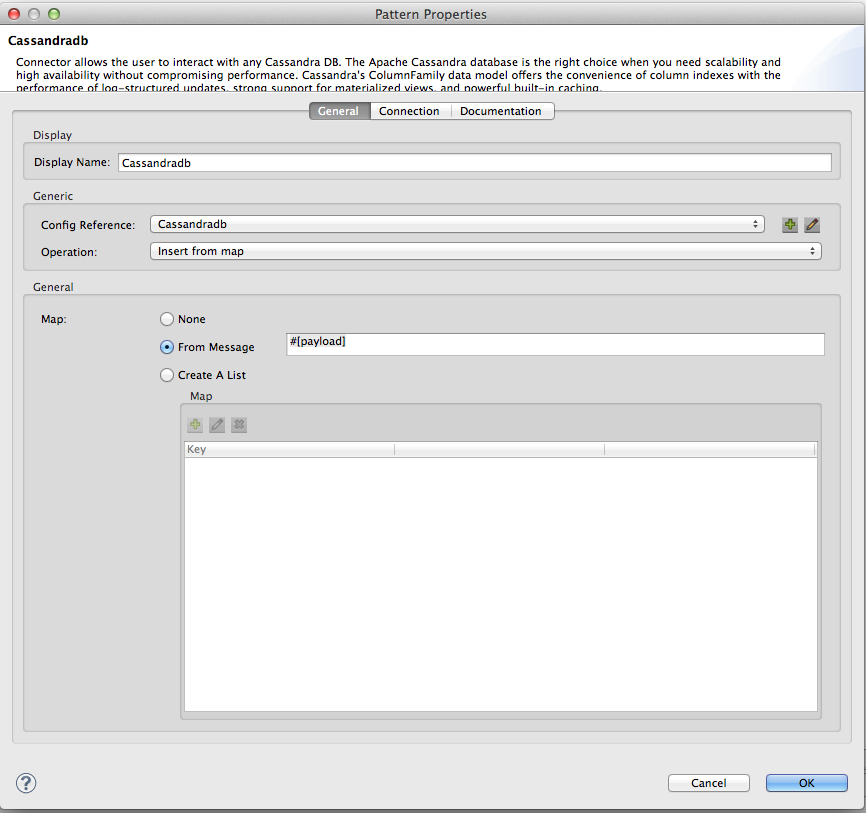 Pattern Properties
Cassandradb
Connector allows the user to interact with any Cassandra DB. The Apache Cassandra database is the right choice when you need scalability and
high availability without compromising performance. Cassandra's ColumnFamily data model offers the convenience of column indexes with the
performance of log-structured updates, strong support for materialized views, and powerful built-in caching.
General Connection Documentation
Display
Display Name: Cassandradb
Generic
Config Reference: Cassandradb
Operation: Insert from map
General
Map: None
From Message #[payload]
Create A List
Map
Key
? Cancel OK